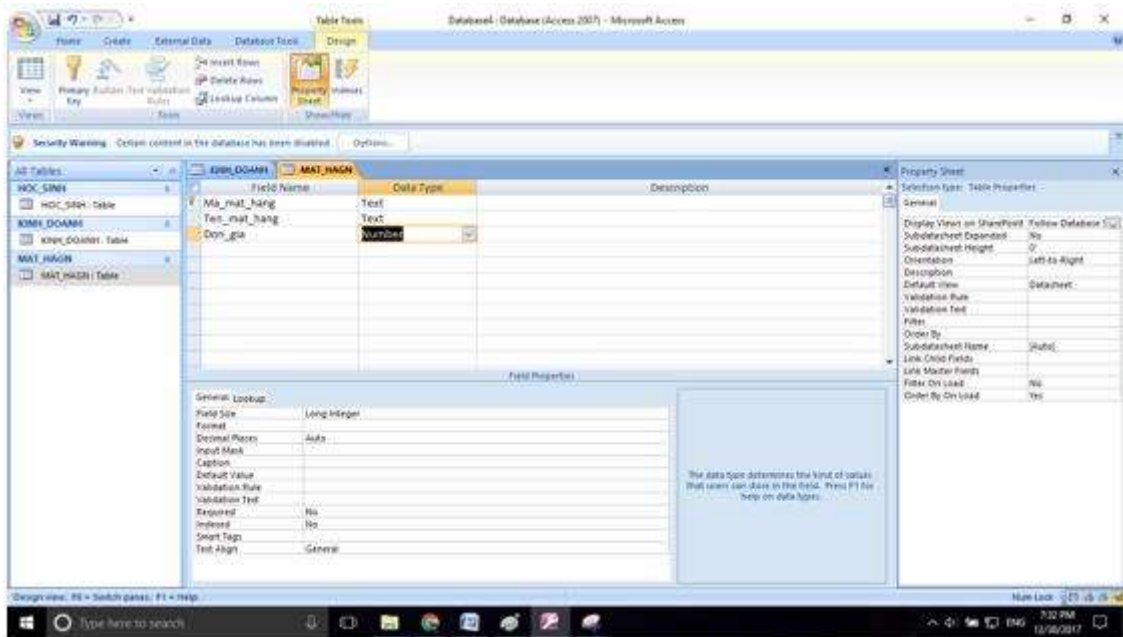 Table Tools
Database4 : Database (Access 2007) - Microsoft Access
Home Create External Data Database Tools Design
View
Primary Key
Builder
Test Validation Rules
Insert Rows
Delete Rows
Lookup Column
Property Sheet
Indexes
Views
Tools
Show/Hide
Security Warning Certain content in the database has been disabled Options...
All Tables
HOC_SINH
HOC_SINH : Table
KINH_DOANH
KINH_DOANH : Table
MAT_HAGN
MAT_HAGN : Table
KINH_DOANH MAT_HAGN
Field Name Data Type Description
Ma_mat_hang Text
Ten_mat_hang Text
Don_gia Number
Field Properties
General Lookup
Field Size Long Integer
Format
Decimal Places Auto
Input Mask
Caption
Default Value
Validation Rule
Validation Text
Required No
Indexed No
Smart Tags
Text Align General
The data type determines the kind of values
that users can store in the field. Press F1 for
help on data types.
Property Sheet
Selection type: Table Properties
General
Display Views on SharePoint Follow Database
Subdatasheet Expanded No
Subdatasheet Height 0"
Orientation Left-to-Right
Description
Default View Datasheet
Validation Rule
Validation Text
Filter
Order By
Subdatasheet Name [Auto]
Link Child Fields
Link Master Fields
Filter On Load No
Order By On Load Yes
Design view. F6 = Switch panes. F1 = Help.
Num Lock
Type here to search
ENG
7:02 PM
12/30/2017